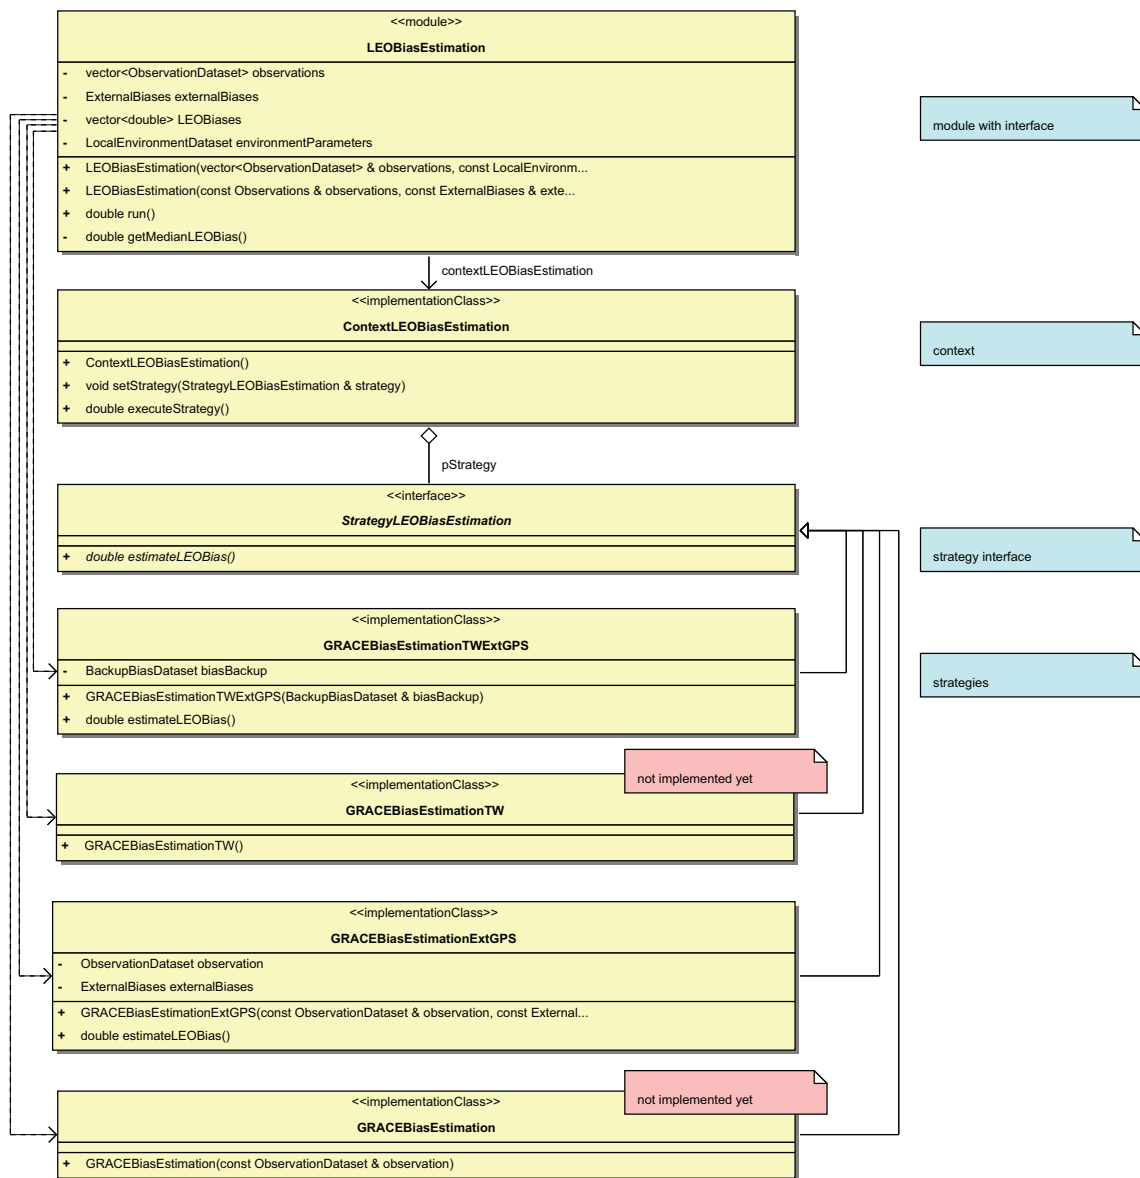 <<module>>
LEOBiasEstimation
- vector<ObservationDataset> observations
- ExternalBiases externalBiases
- vector<double> LEOBiases
- LocalEnvironmentDataset environmentParameters
+ LEOBiasEstimation(vector<ObservationDataset> & observations, const LocalEnvironm...
+ LEOBiasEstimation(const Observations & observations, const ExternalBiases & exte...
+ double run()
- double getMedianLEOBias()
module with interface
contextLEOBiasEstimation
<<implementationClass>>
ContextLEOBiasEstimation
+ ContextLEOBiasEstimation()
+ void setStrategy(StrategyLEOBiasEstimation & strategy)
+ double executeStrategy()
context
pStrategy
<<interface>>
StrategyLEOBiasEstimation
+ double estimateLEOBias()
strategy interface
<<implementationClass>>
GRACEBiasEstimationTWExtGPS
- BackupBiasDataset biasBackup
+ GRACEBiasEstimationTWExtGPS(BackupBiasDataset & biasBackup)
+ double estimateLEOBias()
strategies
not implemented yet
<<implementationClass>>
GRACEBiasEstimationTW
+ GRACEBiasEstimationTW()
<<implementationClass>>
GRACEBiasEstimationExtGPS
- ObservationDataset observation
- ExternalBiases externalBiases
+ GRACEBiasEstimationExtGPS(const ObservationDataset & observation, const External...
+ double estimateLEOBias()
not implemented yet
<<implementationClass>>
GRACEBiasEstimation
+ GRACEBiasEstimation(const ObservationDataset & observation)